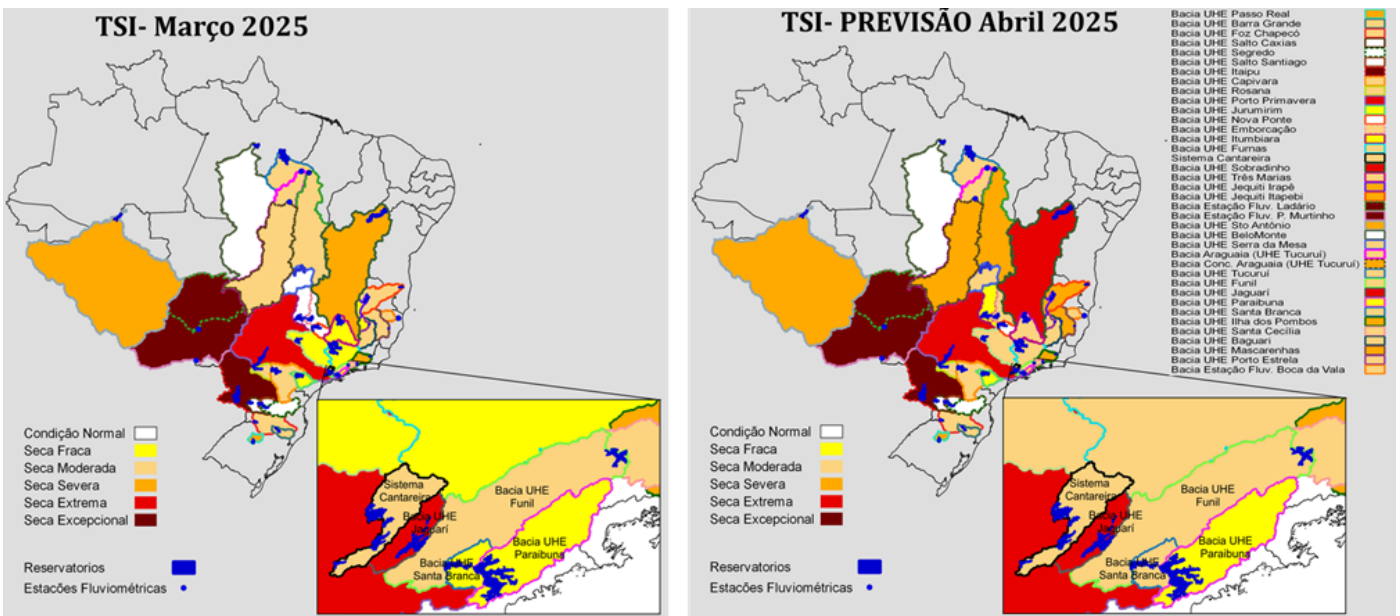 TSI- Março 2025
Condição Normal
Seca Fraca
Seca Moderada
Seca Severa
Seca Extrema
Seca Excepcional
Reservatorios
Estacões Fluviométricas
Sistema
Cantareira
Bacia UHE
Jaguarí
Bacia UHE
Funil
Bacia UHE
Paraibuna
Bacia UHE
Santa Branca
TSI- PREVISÃO Abril 2025
Condição Normal
Seca Fraca
Seca Moderada
Seca Severa
Seca Extrema
Seca Excepcional
Reservatorios
Estacões Fluviométricas
Sistema
Cantareira
Bacia UHE
Jaguarí
Bacia UHE
Funil
Bacia UHE
Paraibuna
Bacia UHE
Santa Branca
Bacia UHE Passo Real
Bacia UHE Barra Grande
Bacia UHE Foz Chapecó
Bacia UHE Salto Caxias
Bacia UHE Segredo
Bacia UHE Salto Santiago
Bacia UHE Itaipu
Bacia UHE Capivara
Bacia UHE Rosana
Bacia UHE Porto Primavera
Bacia UHE Jurumirim
Bacia UHE Nova Ponte
Bacia UHE Emborcação
Bacia UHE Itumbiara
Bacia UHE Furnas
Sistema Cantareira
Bacia UHE Sobradinho
Bacia UHE Três Marias
Bacia UHE Jequiti Irapê
Bacia UHE Jequiti Itapebi
Bacia Estação Fluv. Ladário
Bacia Estação Fluv. P. Murtinho
Bacia UHE Sto Antônio
Bacia UHE BeloMonte
Bacia UHE Serra da Mesa
Bacia Araguaia (UHE Tucuruí)
Bacia Conc. Araguaia (UHE Tucuruí)
Bacia UHE Tucuruí
Bacia UHE Funil
Bacia UHE Jaguarí
Bacia UHE Paraibuna
Bacia UHE Santa Branca
Bacia UHE Ilha dos Pombos
Bacia UHE Santa Cecília
Bacia UHE Baguari
Bacia UHE Mascarenhas
Bacia UHE Porto Estrela
Bacia Estação Fluv. Boca da Vala